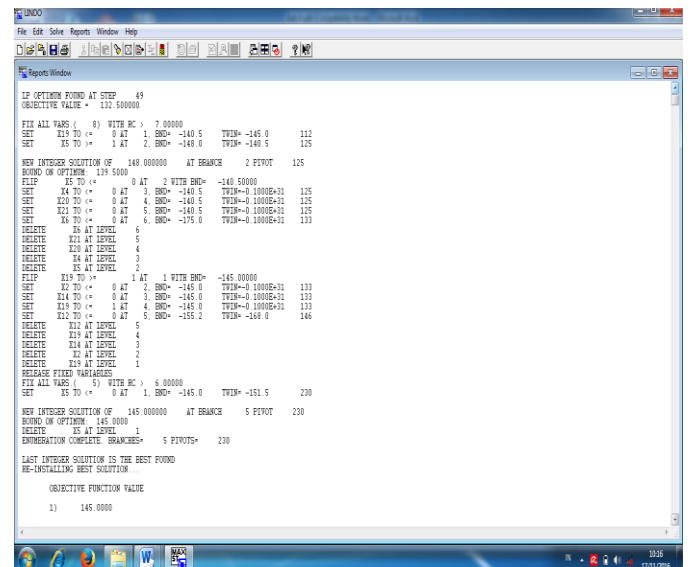 LINDO
File Edit Solve Reports Window Help
Reports Window
LP OPTIMUM FOUND AT STEP 49
OBJECTIVE VALUE = 132.500000
FIX ALL VARS.( 8) WITH RC > 7.00000
SET X19 TO <= 0 AT 1, BND= -140.5 TWIN= -145.0 112
SET X5 TO >= 1 AT 2, BND= -148.0 TWIN= -140.5 125
NEW INTEGER SOLUTION OF 148.000000 AT BRANCH 2 PIVOT 125
BOUND ON OPTIMUM: 139.5000
FLIP X5 TO <= 0 AT 2 WITH BND= -140.50000
SET X4 TO <= 0 AT 3, BND= -140.5 TWIN=-0.1000E+31 125
SET X20 TO <= 0 AT 4, BND= -140.5 TWIN=-0.1000E+31 125
SET X21 TO <= 0 AT 5, BND= -140.5 TWIN=-0.1000E+31 125
SET X6 TO <= 0 AT 6, BND= -175.0 TWIN=-0.1000E+31 133
DELETE X6 AT LEVEL 6
DELETE X21 AT LEVEL 5
DELETE X20 AT LEVEL 4
DELETE X4 AT LEVEL 3
DELETE X5 AT LEVEL 2
FLIP X19 TO >= 1 AT 1 WITH BND= -145.00000
SET X2 TO <= 0 AT 2, BND= -145.0 TWIN=-0.1000E+31 133
SET X14 TO <= 0 AT 3, BND= -145.0 TWIN=-0.1000E+31 133
SET X19 TO <= 1 AT 4, BND= -145.0 TWIN=-0.1000E+31 133
SET X12 TO <= 0 AT 5, BND= -155.2 TWIN= -168.0 146
DELETE X12 AT LEVEL 5
DELETE X19 AT LEVEL 4
DELETE X14 AT LEVEL 3
DELETE X2 AT LEVEL 2
DELETE X19 AT LEVEL 1
RELEASE FIXED VARIABLES
FIX ALL VARS.( 5) WITH RC > 6.00000
SET X5 TO <= 0 AT 1, BND= -145.0 TWIN= -151.5 230
NEW INTEGER SOLUTION OF 145.000000 AT BRANCH 5 PIVOT 230
BOUND ON OPTIMUM: 145.0000
DELETE X5 AT LEVEL 1
ENUMERATION COMPLETE. BRANCHES= 5 PIVOTS= 230
LAST INTEGER SOLUTION IS THE BEST FOUND
RE-INSTALLING BEST SOLUTION...
OBJECTIVE FUNCTION VALUE
1) 145.0000
MAX
ST
IN
10:16
17/01/2016